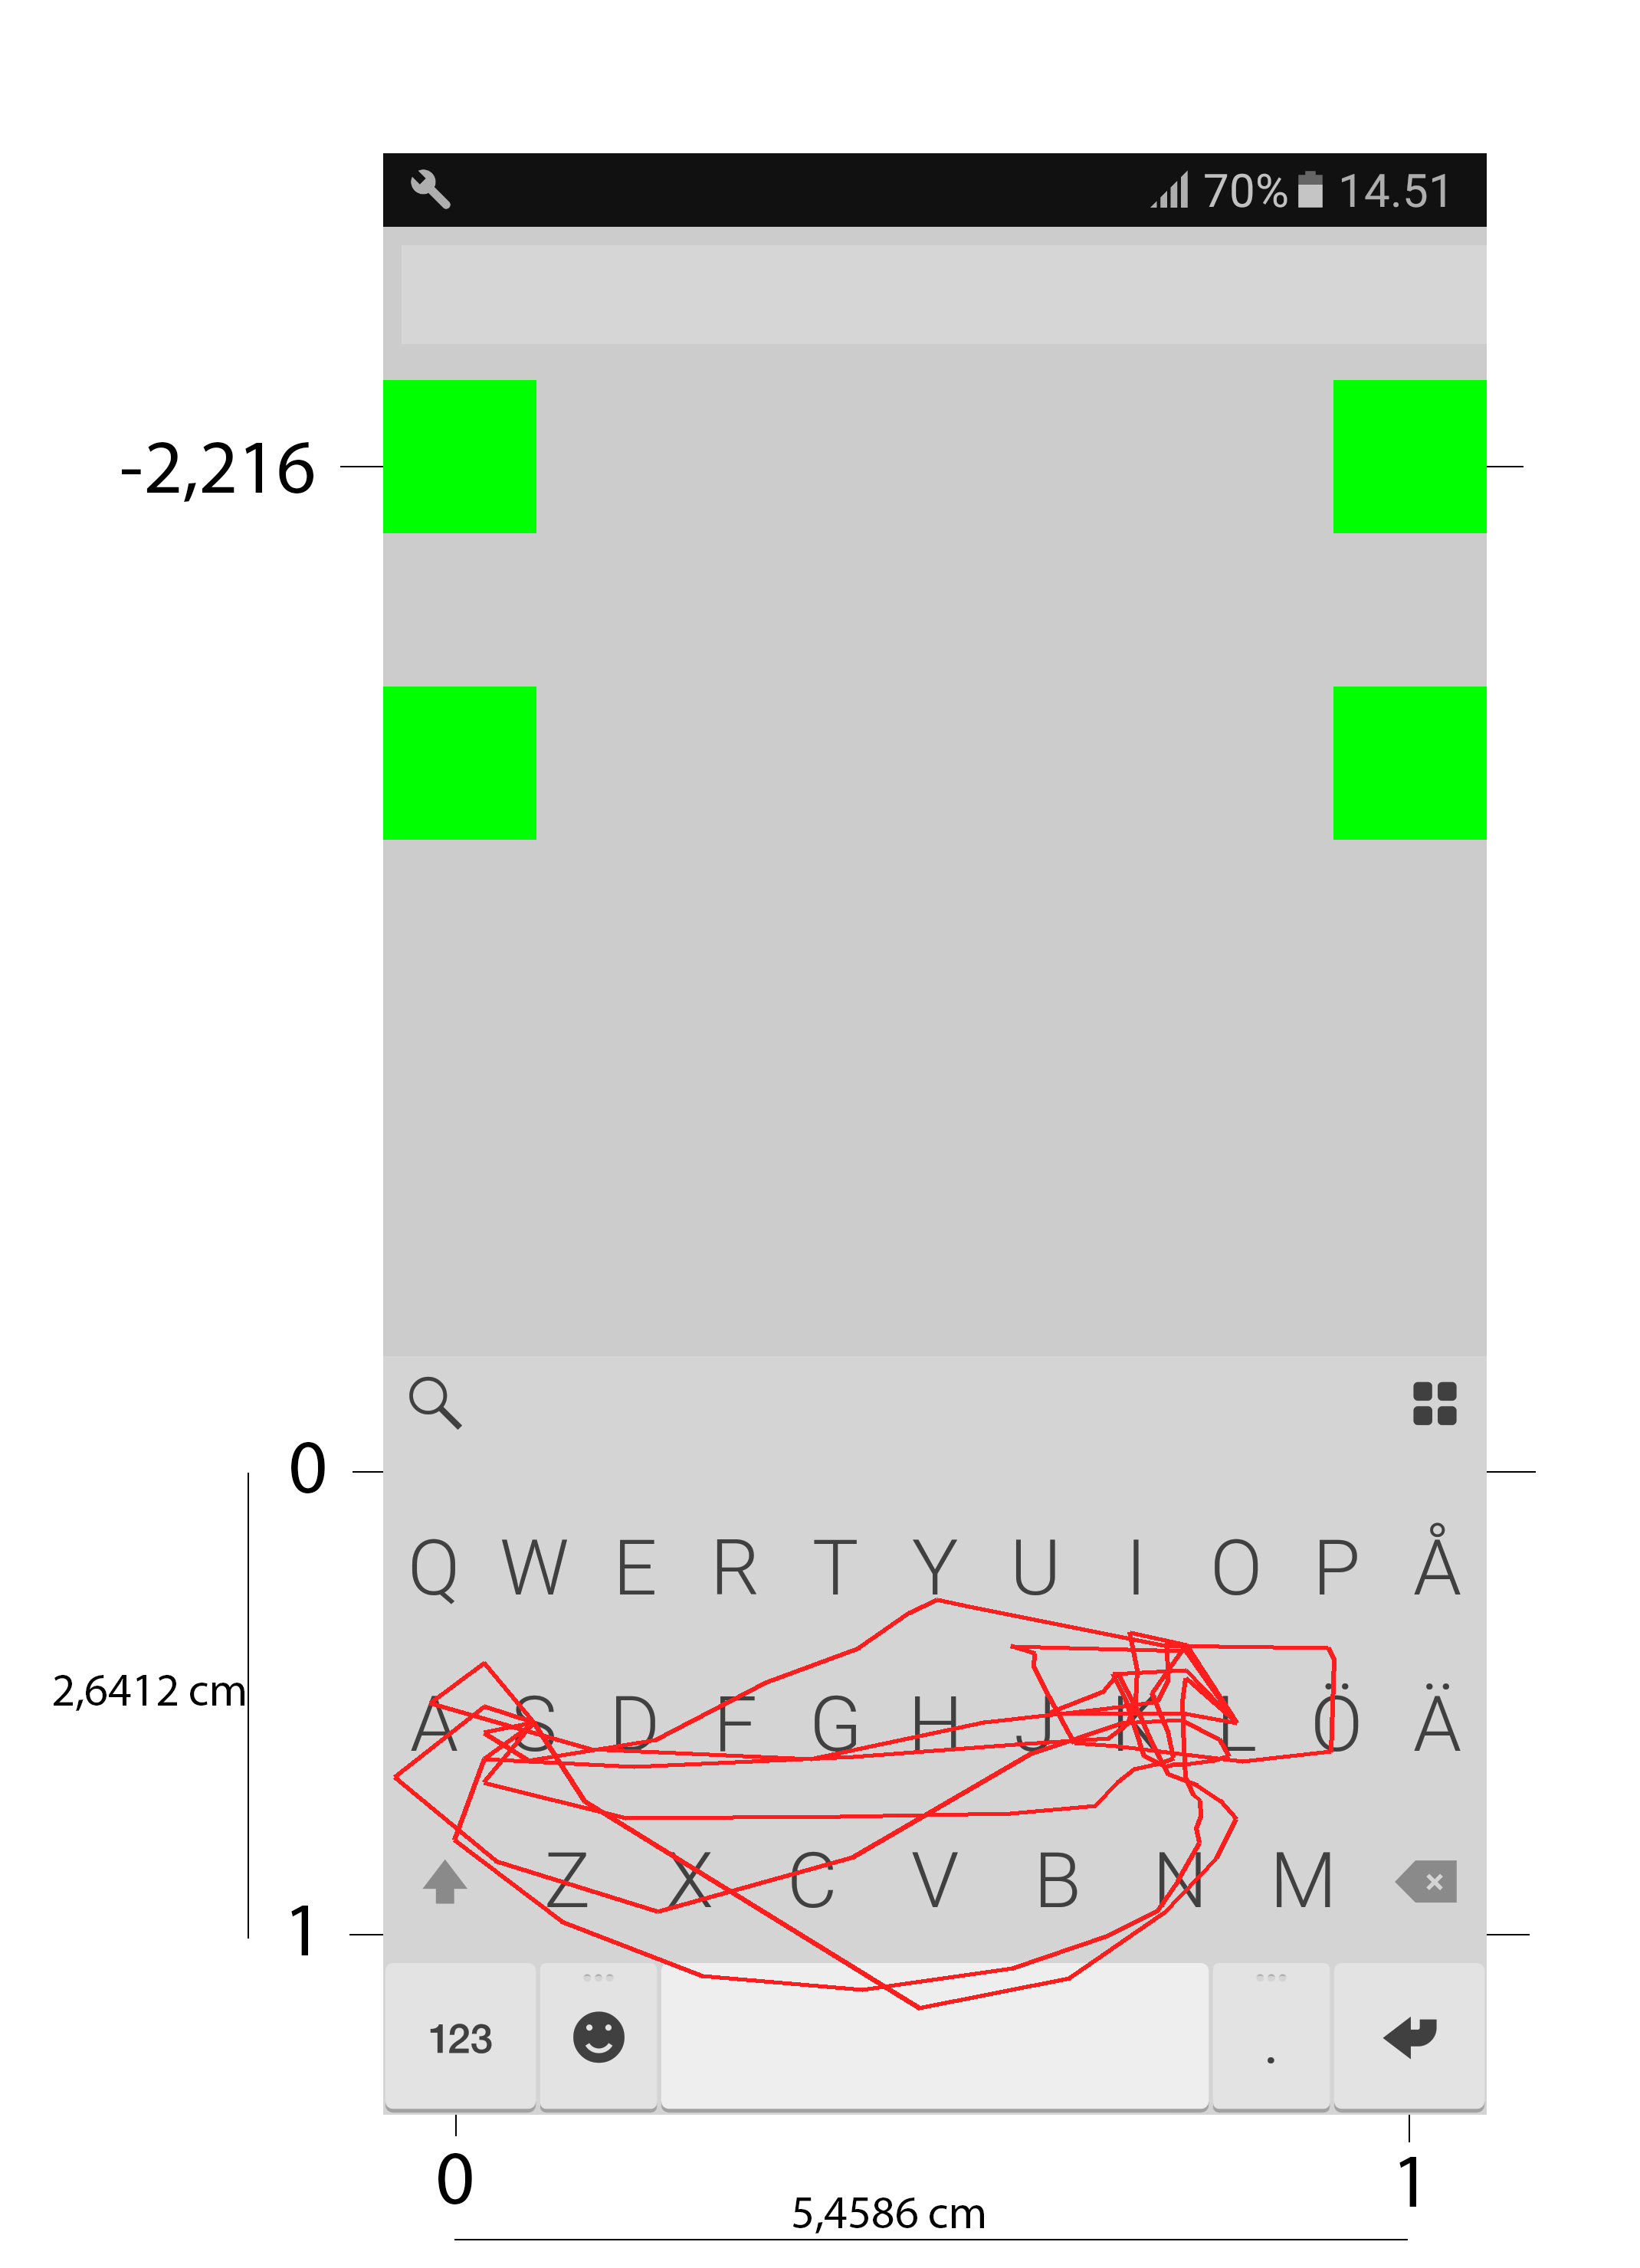 70% 14.51
-2,216
0
Q W E R T Y U I O P Å
2,6412 cm
A S D F G H J K L Ö Ä
Z X C V B N M
1
123 .
0 1
5,4586 cm